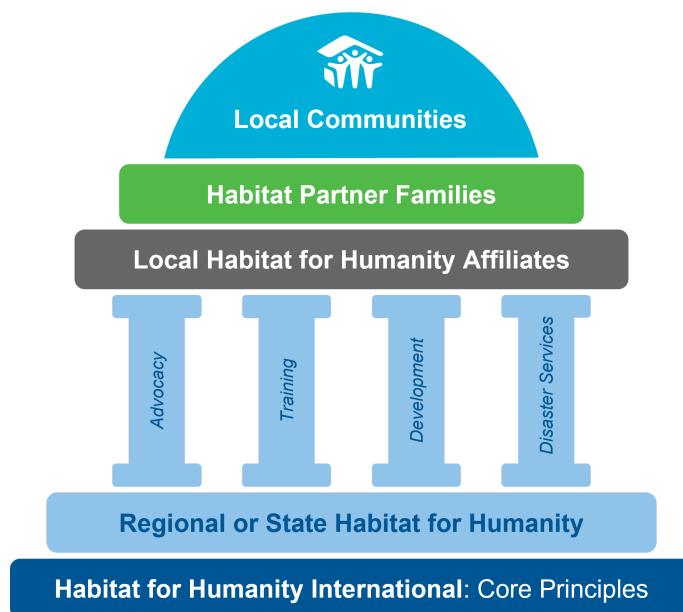 Local Communities
Habitat Partner Families
Local Habitat for Humanity Affiliates
Advocacy
Training
Development
Disaster Services
Regional or State Habitat for Humanity
Habitat for Humanity International: Core Principles